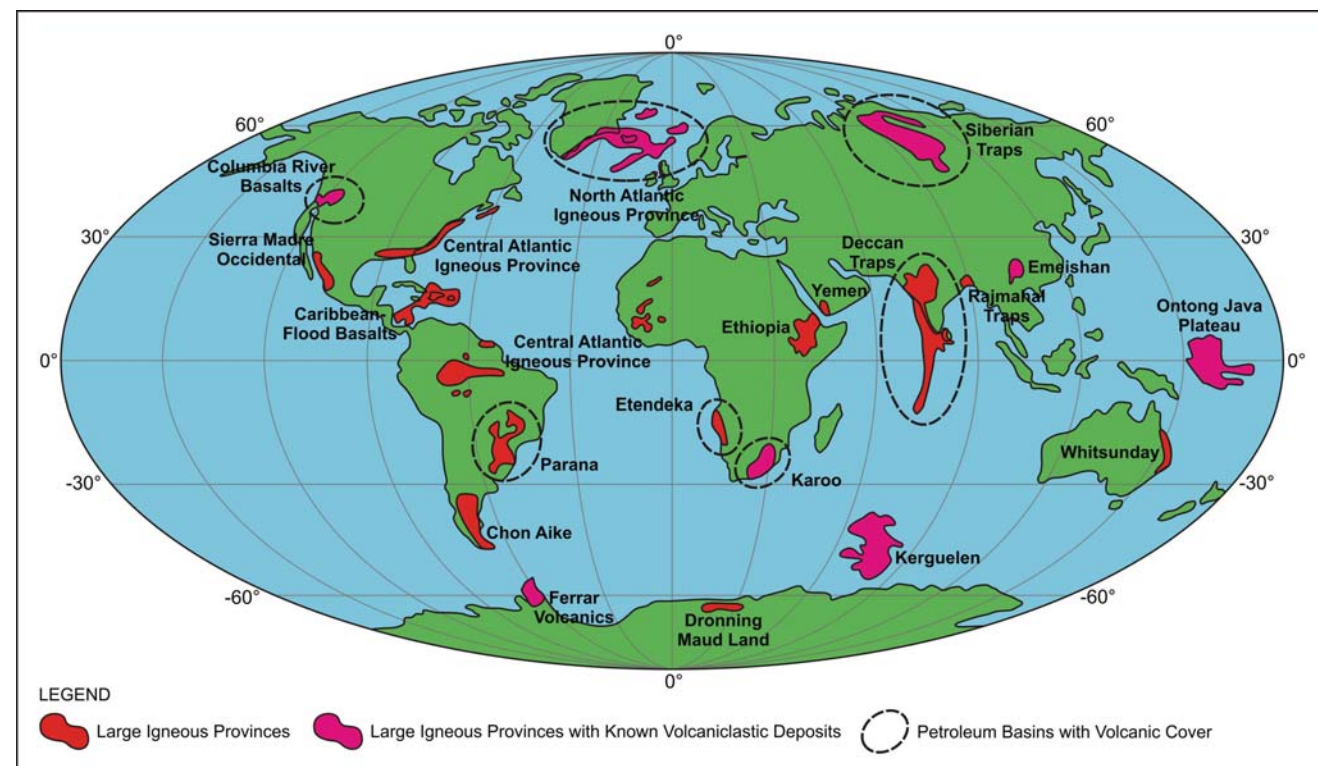 0°
60°
60°
Siberian
Traps
Columbia River
Basalts
North Atlantic
Igneous Province
30°
30°
Sierra Madre
Occidental
Central Atlantic
Igneous Province
Deccan
Traps
Emeishan
Yemen
Rajmahal
Traps
Ontong Java
Plateau
Caribbean-
Flood Basalts
Ethiopia
Central Atlantic
Igneous Province
0°
0°
Etendeka
Parana
Karoo
Whitsunday
-30°
-30°
Chon Aike
Kerguelen
-60°
-60°
Ferrar
Volcanics
Dronning
Maud Land
0°
LEGEND
Large Igneous Provinces
Large Igneous Provinces with Known Volcaniclastic Deposits
Petroleum Basins with Volcanic Cover